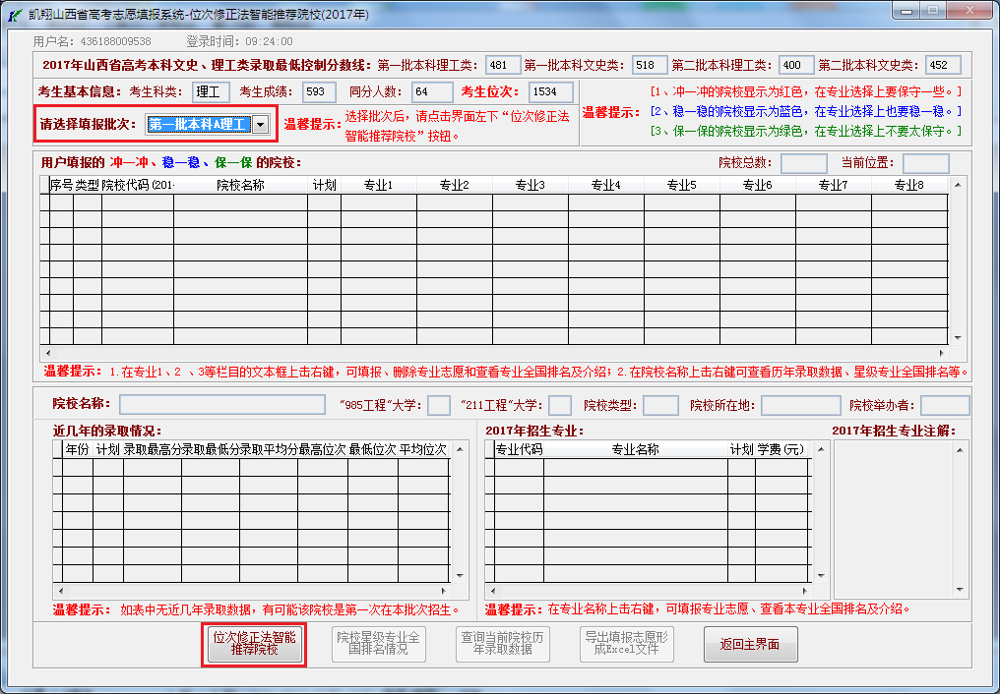 凯翔山西省高考志愿填报系统-位次修正法智能推荐院校(2017年)
用户名: 436188009538 登录时间: 09:24:00
2017年山西省高考本科文史、理工类录取最低控制分数线: 第一批本科理工类: 481 第一批本科文史类: 518 第二批本科理工类: 400 第二批本科文史类: 452
考生基本信息: 考生科类: 理工 考生成绩: 593 同分人数: 64 考生位次: 1534
请选择填报批次: 第一批本科A理工
温馨提示: 选择批次后，请点击界面左下“位次修正法
智能推荐院校”按钮。
温馨提示:
[1、冲一冲的院校显示为红色，在专业选择上要保守一些。]
[2、稳一稳的院校显示为蓝色，在专业选择上也要稳一稳。]
[3、保一保的院校显示为绿色，在专业选择上不要太保守。]
用户填报的 冲一冲、稳一稳、保一保 的院校: 院校总数: 当前位置:
序号 类型 院校代码(201 院校名称 计划 专业1 专业2 专业3 专业4 专业5 专业6 专业7 专业8
温馨提示: 1.在专业1、2 、3等栏目的文本框上击右键，可填报、删除专业志愿和查看专业全国排名及介绍；2.在院校名称上击右键可查看历年录取数据、星级专业全国排名等。
院校名称: “985工程”大学: “211工程”大学: 院校类型: 院校所在地: 院校举办者:
近几年的录取情况:
年份 计划 录取最高分 录取最低分 录取平均分 最高位次 最低位次 平均位次
温馨提示: 如表中无近几年录取数据，有可能该院校是第一次在本批次招生。
2017年招生专业: 2017年招生专业注解:
专业代码 专业名称 计划 学费(元)
温馨提示: 在专业名称上击右键，可填报专业志愿、查看本专业全国排名及介绍。
位次修正法智能
推荐院校
院校星级专业全
国排名情况
查询当前院校历
年录取数据
导出填报志愿形
成Excel文件
返回主界面